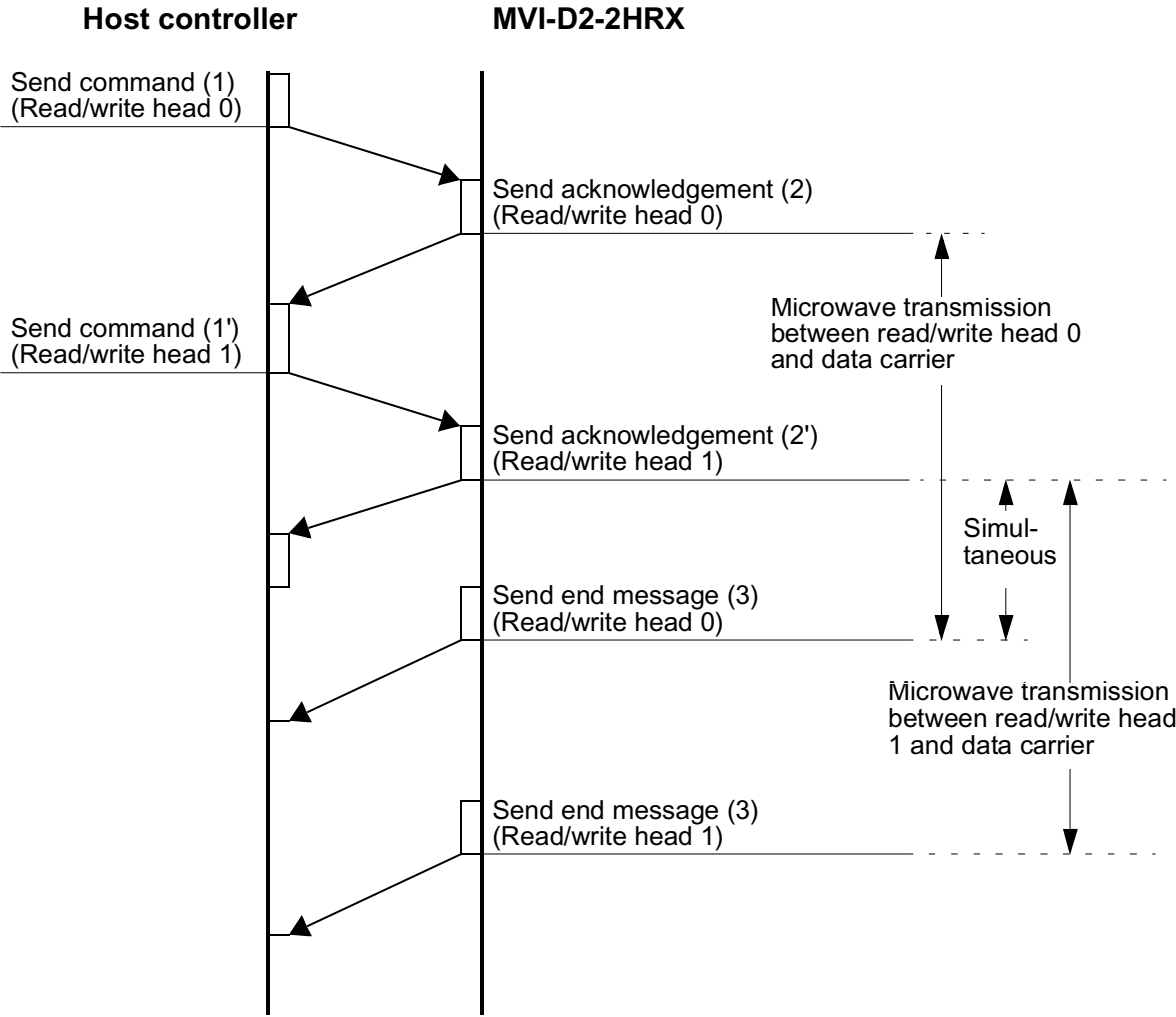 Host controller
MVI-D2-2HRX
Send command (1)
(Read/write head 0)
Send acknowledgement (2)
(Read/write head 0)
Microwave transmission
between read/write head 0
and data carrier
Send command (1')
(Read/write head 1)
Send acknowledgement (2')
(Read/write head 1)
Simul-
taneous
Send end message (3)
(Read/write head 0)
Microwave transmission
between read/write head
1 and data carrier
Send end message (3)
(Read/write head 1)